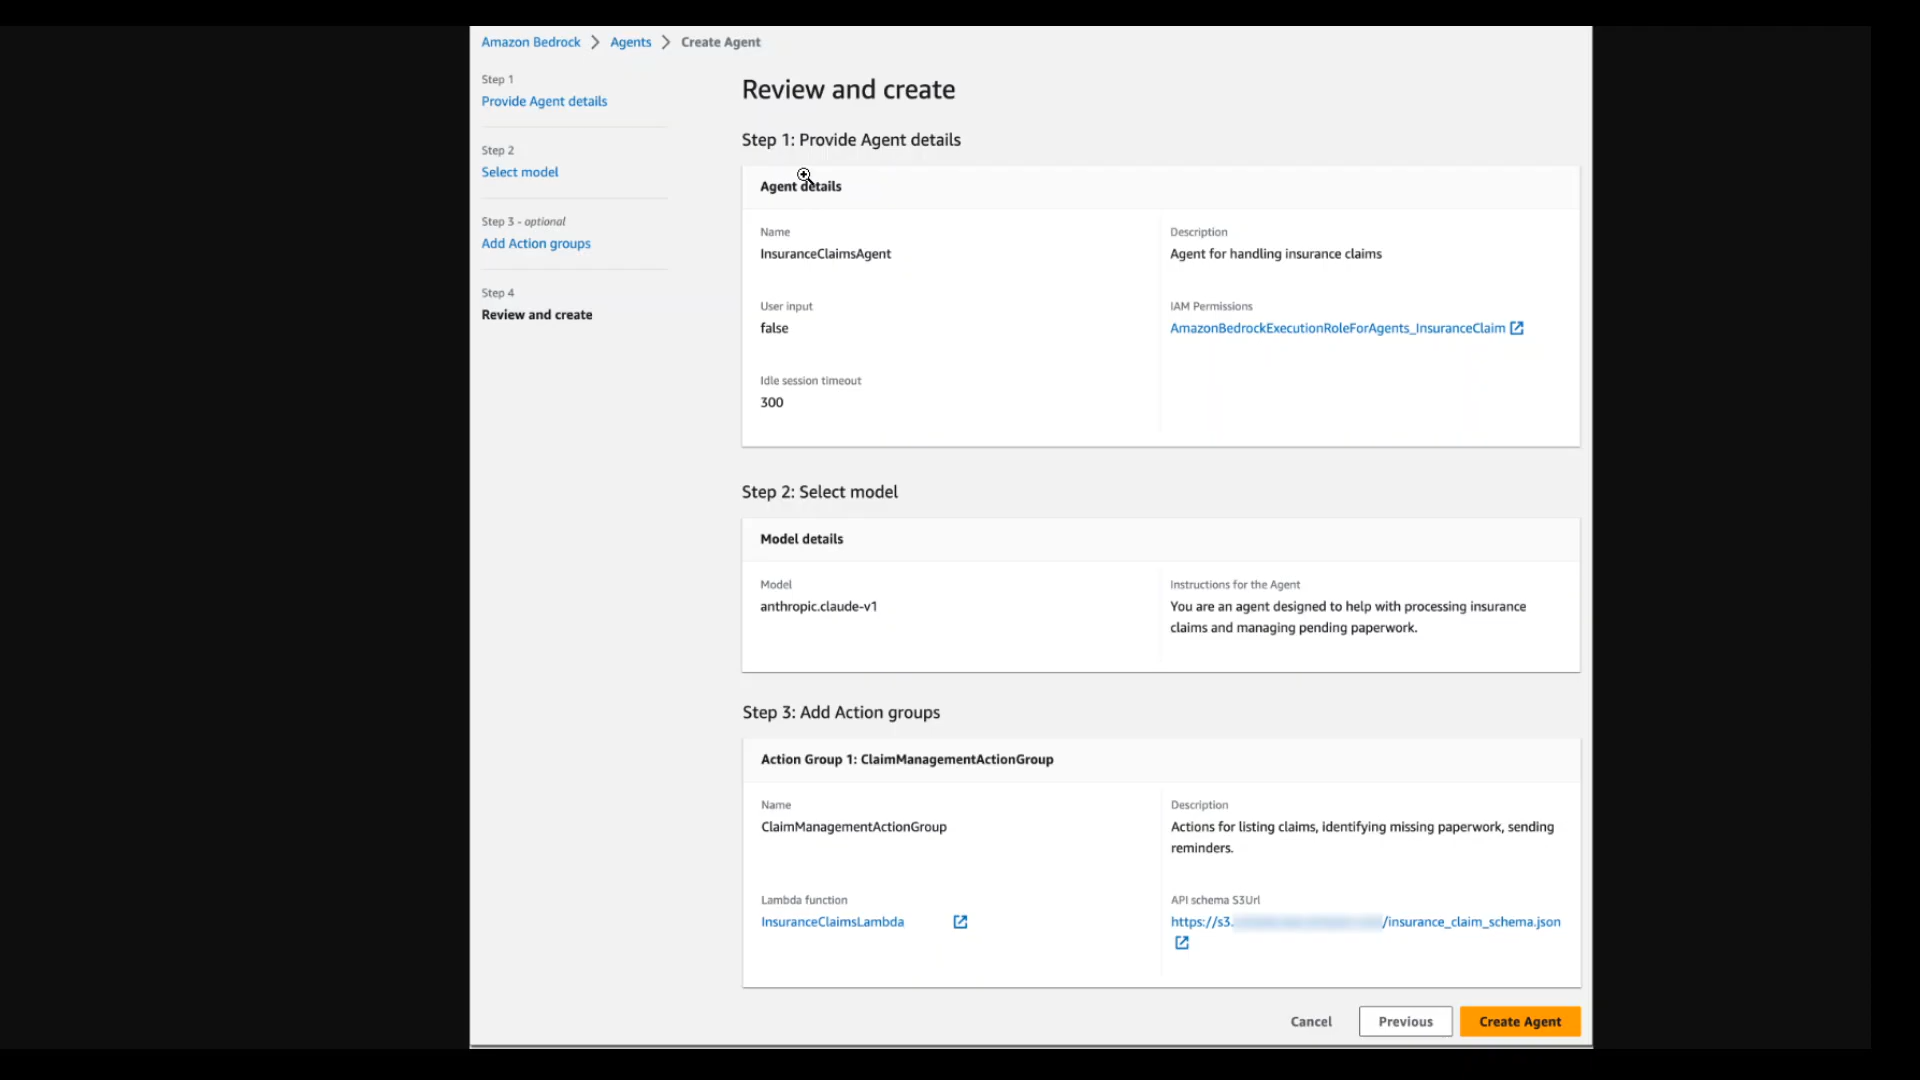 Amazon Bedrock > Agents > Create Agent
Step 1
Provide Agent details
Step 2
Select model
Step 3 - optional
Add Action groups
Step 4
Review and create
Review and create
Step 1: Provide Agent details
Agent details
Name
InsuranceClaimsAgent
Description
Agent for handling insurance claims
User input
false
IAM Permissions
AmazonBedrockExecutionRoleForAgents_InsuranceClaim
Idle session timeout
300
Step 2: Select model
Model details
Model
anthropic.claude-v1
Instructions for the Agent
You are an agent designed to help with processing insurance
claims and managing pending paperwork.
Step 3: Add Action groups
Action Group 1: ClaimManagementActionGroup
Name
ClaimManagementActionGroup
Description
Actions for listing claims, identifying missing paperwork, sending
reminders.
Lambda function
InsuranceClaimsLambda
API schema S3Url
https://s3. /insurance_claim_schema.json
Cancel
Previous
Create Agent